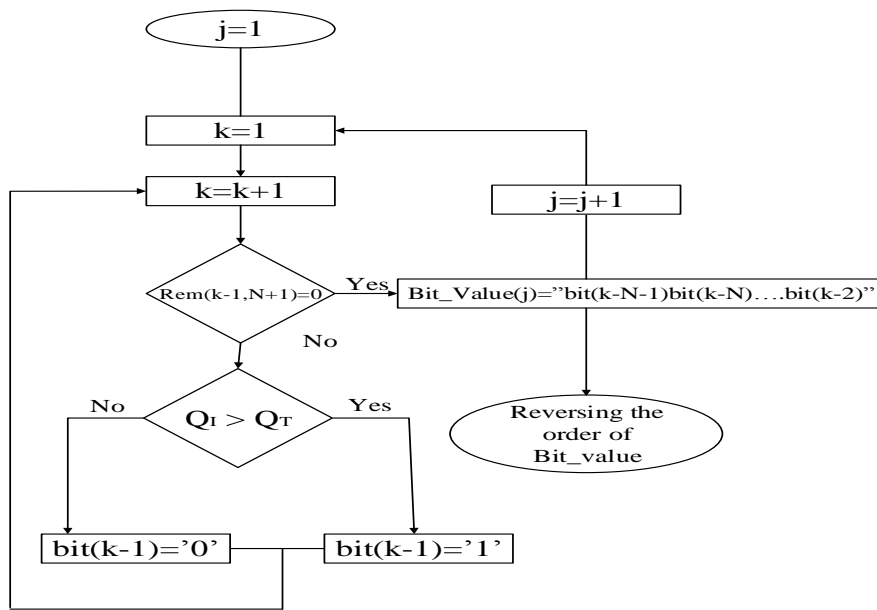 j=1
k=1
k=k+1
j=j+1
Rem(k-1,N+1)=0
Yes
Bit_Value(j)=”bit(k-N-1)bit(k-N)….bit(k-2)”
No
No
QI > QT
Yes
Reversing the
order of
Bit_value
bit(k-1)=’0’
bit(k-1)=’1’